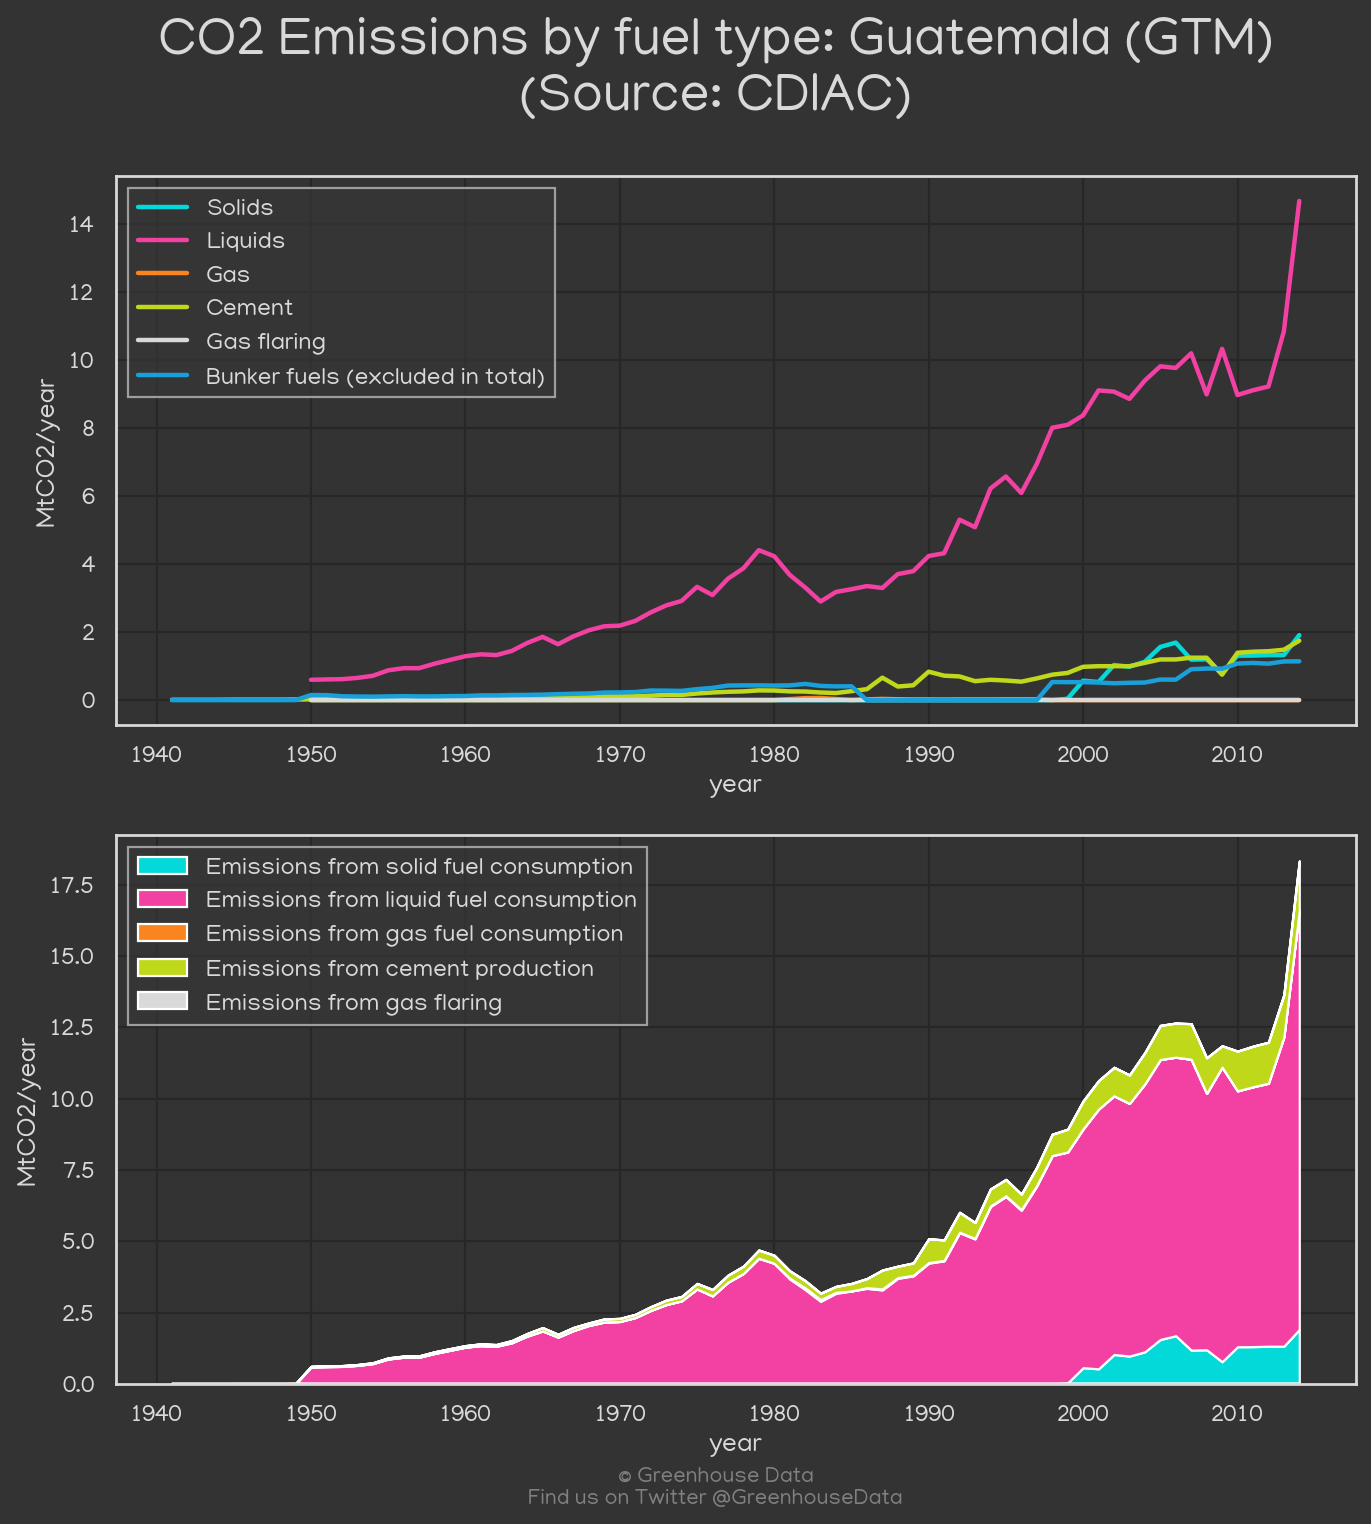 CO2 Emissions by fuel type: Guatemala (GTM)
(Source: CDIAC)
Solids
Liquids
Gas
Cement
Gas flaring
Bunker fuels (excluded in total)
14
12
10
8
6
4
2
0
MtCO2/year
1940 1950 1960 1970 1980 1990 2000 2010
year
Emissions from solid fuel consumption
Emissions from liquid fuel consumption
Emissions from gas fuel consumption
Emissions from cement production
Emissions from gas flaring
17.5
15.0
12.5
10.0
7.5
5.0
2.5
0.0
MtCO2/year
1940 1950 1960 1970 1980 1990 2000 2010
year
© Greenhouse Data
Find us on Twitter @GreenhouseData